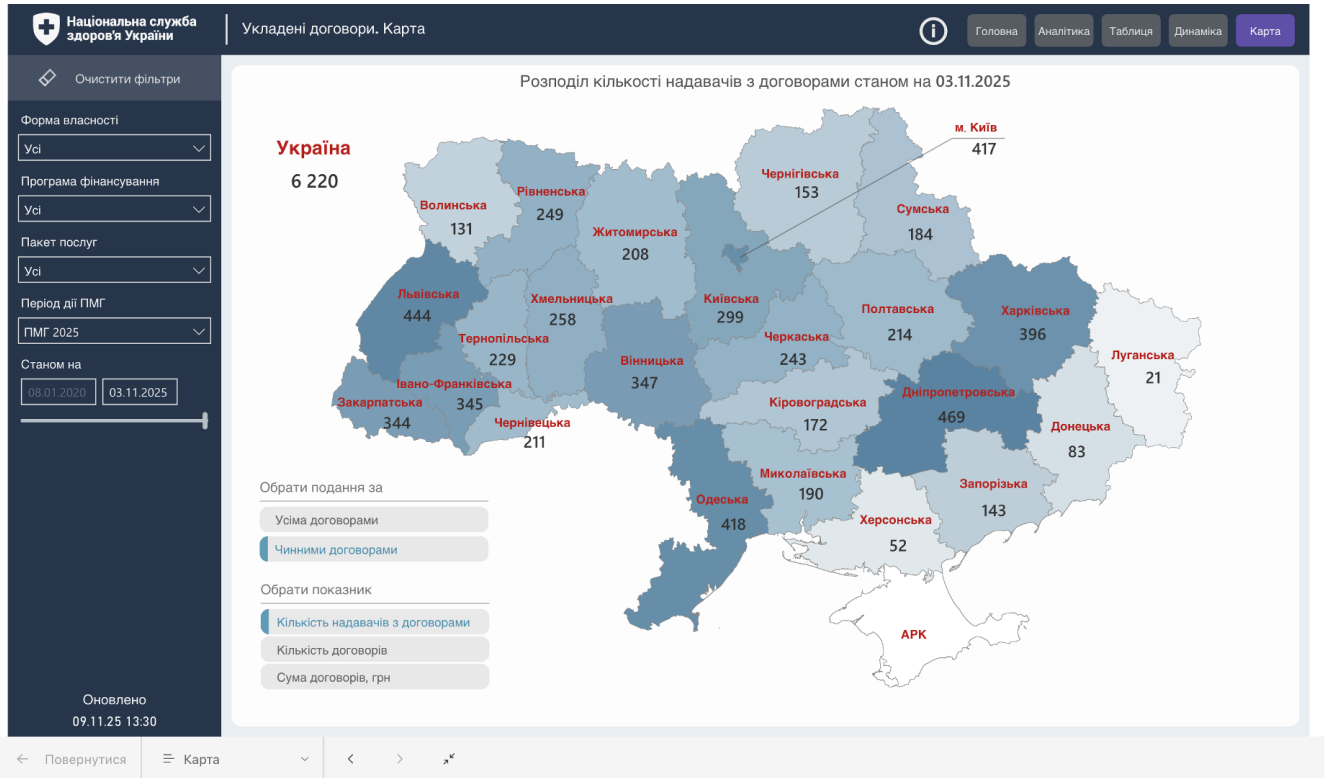 Національна служба
здоров'я України
Укладені договори. Карта
Головна
Аналітика
Таблиця
Динаміка
Карта
Очистити фільтри
Форма власності
Усі
Програма фінансування
Усі
Пакет послуг
Усі
Період дії ПМГ
ПМГ 2025
Станом на
08.01.2020
03.11.2025
Оновлено
09.11.25 13:30
Розподіл кількості надавачів з договорами станом на 03.11.2025
Україна
6 220
м. Київ
417
Чернігівська
153
Рівненська
249
Волинська
131
Сумська
184
Житомирська
208
Львівська
444
Хмельницька
258
Київська
299
Полтавська
214
Харківська
396
Тернопільська
229
Черкаська
243
Вінницька
347
Луганська
21
Івано-Франківська
345
Закарпатська
344
Кіровоградська
172
Дніпропетровська
469
Чернівецька
211
Донецька
83
Миколаївська
190
Запорізька
143
Одеська
418
Херсонська
52
АРК
Обрати подання за
Усіма договорами
Чинними договорами
Обрати показник
Кількість надавачів з договорами
Кількість договорів
Сума договорів, грн
Повернутися
Карта